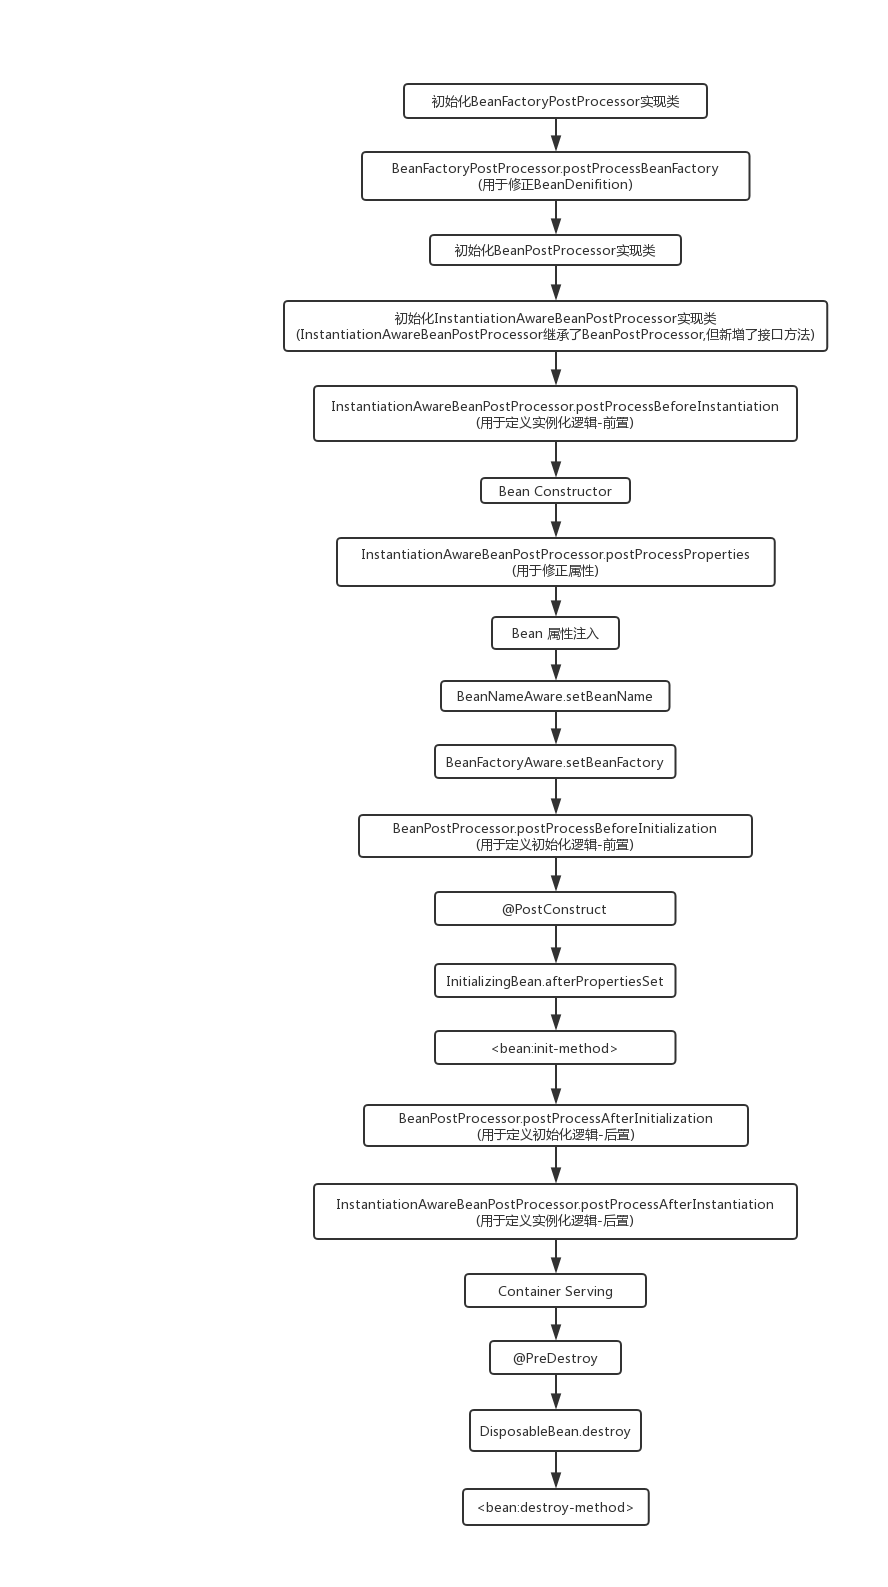 初始化BeanFactoryPostProcessor实现类
BeanFactoryPostProcessor.postProcessBeanFactory
(用于修正BeanDenifition)
初始化BeanPostProcessor实现类
初始化InstantiationAwareBeanPostProcessor实现类
(InstantiationAwareBeanPostProcessor继承了BeanPostProcessor,但新增了接口方法)
InstantiationAwareBeanPostProcessor.postProcessBeforeInstantiation
(用于定义实例化逻辑-前置)
Bean Constructor
InstantiationAwareBeanPostProcessor.postProcessProperties
(用于修正属性)
Bean 属性注入
BeanNameAware.setBeanName
BeanFactoryAware.setBeanFactory
BeanPostProcessor.postProcessBeforeInitialization
(用于定义初始化逻辑-前置)
@PostConstruct
InitializingBean.afterPropertiesSet
<bean:init-method>
BeanPostProcessor.postProcessAfterInitialization
(用于定义初始化逻辑-后置)
InstantiationAwareBeanPostProcessor.postProcessAfterInstantiation
(用于定义实例化逻辑-后置)
Container Serving
@PreDestroy
DisposableBean.destroy
<bean:destroy-method>